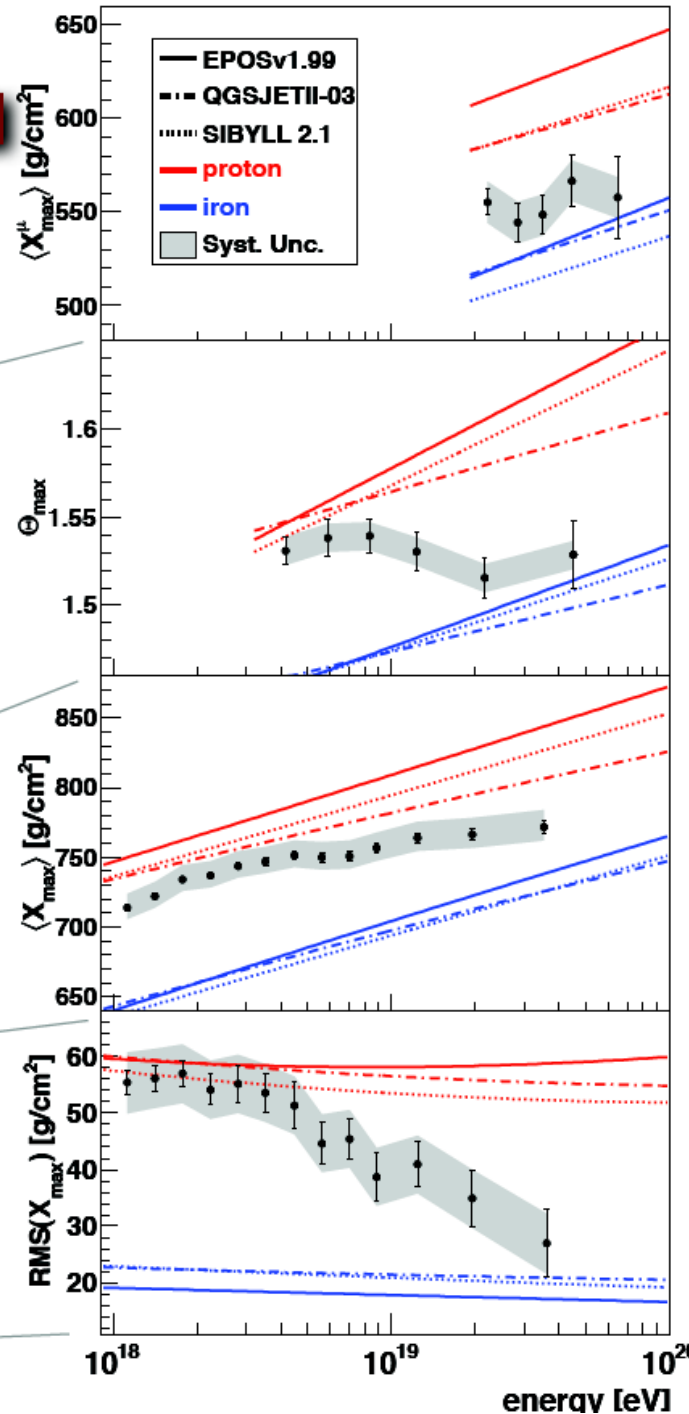 650
600
550
500
⟨X^μ_max⟩ [g/cm²]
EPOSv1.99
QGSJETII-03
SIBYLL 2.1
proton
iron
Syst. Unc.
1.6
1.55
1.5
Θ_max
850
800
750
700
650
⟨X_max⟩ [g/cm²]
60
50
40
30
20
RMS(X_max) [g/cm²]
10^18
10^19
10^20
energy [eV]